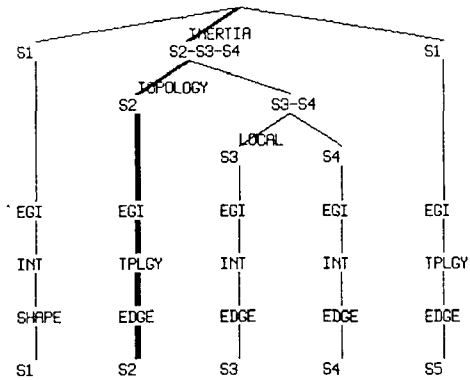 INERTIA
S1 S2-S3-S4 S1
TOPOLOGY
S2 S3-S4
LOCAL
S3 S4
EGI EGI EGI EGI EGI
INT TPLGY INT INT TPLGY
SHAPE EDGE EDGE EDGE EDGE
S1 S2 S3 S4 S5